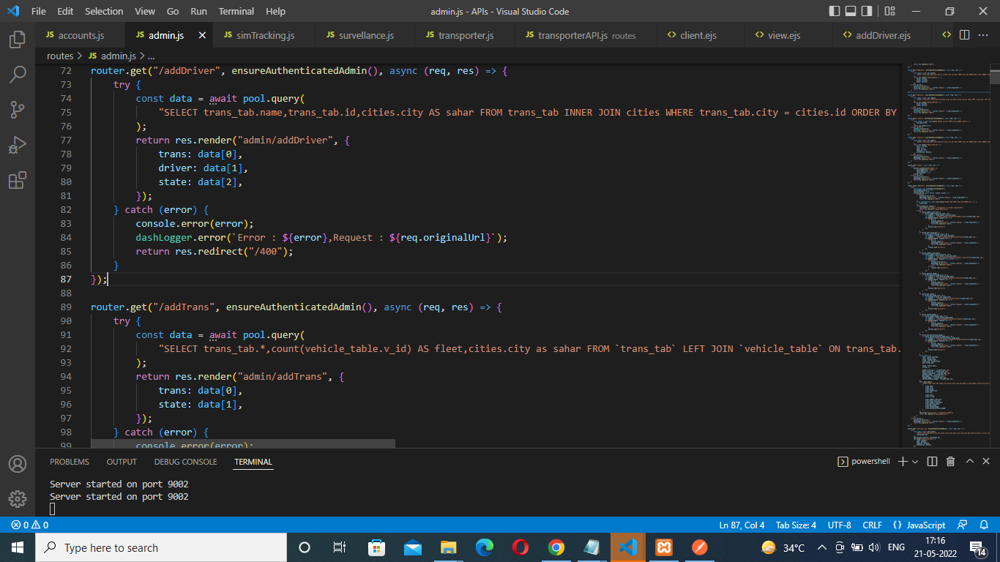 File Edit Selection View Go Run Terminal Help
admin.js - APIs - Visual Studio Code
JS accounts.js JS admin.js JS simTracking.js JS survellance.js JS transporter.js JS transporterAPI.js routes <> client.ejs <> view.ejs <> addDriver.ejs <>
routes > JS admin.js > ...
72 router.get("/addDriver", ensureAuthenticatedAdmin(), async (req, res) => {
73 try {
74 const data = await pool.query(
75 "SELECT trans_tab.name,trans_tab.id,cities.city AS sahar FROM trans_tab INNER JOIN cities WHERE trans_tab.city = cities.id ORDER BY
76 );
77 return res.render("admin/addDriver", {
78 trans: data[0],
79 driver: data[1],
80 state: data[2],
81 });
82 } catch (error) {
83 console.error(error);
84 dashLogger.error(`Error : ${error},Request : ${req.originalUrl}`);
85 return res.redirect("/400");
86 }
87 });
88
89 router.get("/addTrans", ensureAuthenticatedAdmin(), async (req, res) => {
90 try {
91 const data = await pool.query(
92 "SELECT trans_tab.*,count(vehicle_table.v_id) AS fleet,cities.city as sahar FROM `trans_tab` LEFT JOIN `vehicle_table` ON trans_tab.
93 );
94 return res.render("admin/addTrans", {
95 trans: data[0],
96 state: data[1],
97 });
98 } catch (error) {
99 console.error(error);
PROBLEMS OUTPUT DEBUG CONSOLE TERMINAL
powershell
Server started on port 9002
Server started on port 9002
0 0
Ln 87, Col 4 Tab Size: 4 UTF-8 CRLF {} JavaScript
Type here to search
34°C ENG
17:16
21-05-2022
14